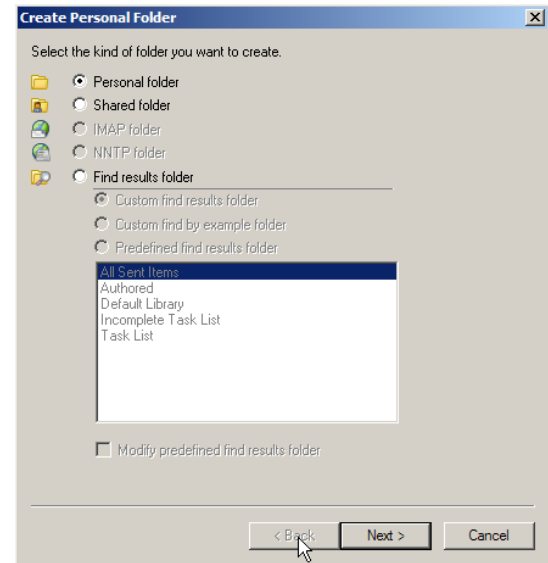 Create Personal Folder
Select the kind of folder you want to create.
Personal folder
Shared folder
IMAP folder
NNTP folder
Find results folder
Custom find results folder
Custom find by example folder
Predefined find results folder
All Sent Items
Authored
Default Library
Incomplete Task List
Task List
Modify predefined find results folder
< Back Next > Cancel